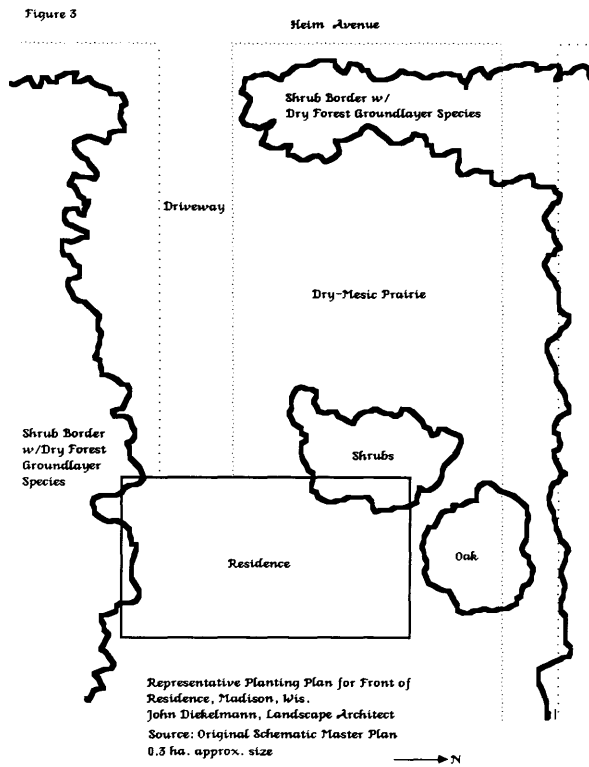 Figure 3
Heim Avenue
Shrub Border w/
Dry Forest Groundlayer Species
Driveway
Dry-Mesic Prairie
Shrub Border
w/Dry Forest
Groundlayer
Species
Shrubs
Oak
Residence
Representative Planting Plan for Front of
Residence, Madison, Wis.
John Diekelmann, Landscape Architect
Source: Original Schematic Master Plan
0.3 ha. approx. size
N